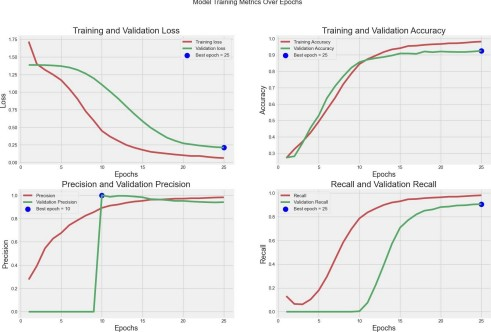 Model Training Metrics Over Epochs
Training and Validation Loss
Training and Validation Accuracy
1.75
1.50
1.25
1.00
0.75
0.50
0.25
0.00
Loss
Training loss
Validation loss
Best epoch = 25
0
5
10
15
20
25
Epochs
1.0
0.9
0.8
0.7
0.6
0.5
0.4
0.3
Accuracy
Training Accuracy
Validation Accuracy
Best epoch = 25
0
5
10
15
20
25
Epochs
Precision and Validation Precision
Recall and Validation Recall
1.0
0.8
0.6
0.4
0.2
0.0
Precision
Precision
Validation Precision
Best epoch = 10
0
5
10
15
20
25
Epochs
1.0
0.8
0.6
0.4
0.2
0.0
Recall
Recall
Validation Recall
Best epoch = 25
0
5
10
15
20
25
Epochs